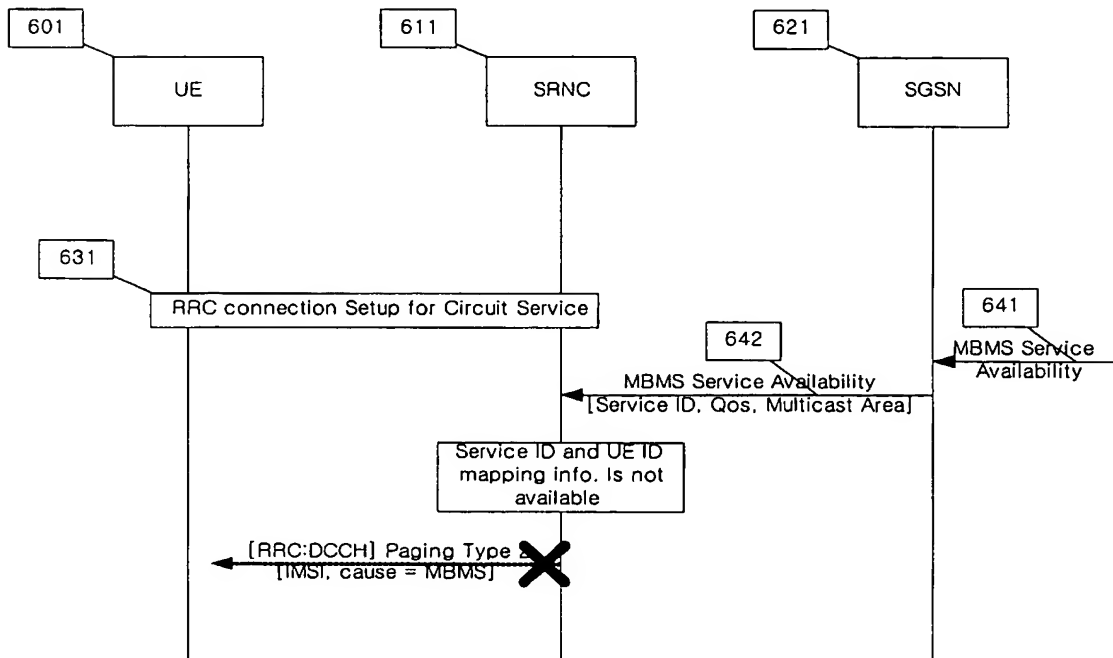 601
611
621
UE
SRNC
SGSN
631
RRC connection Setup for Circuit Service
641
642
MBMS Service
Availability
MBMS Service Availability
[Service ID, Qos, Multicast Area]
Service ID and UE ID
mapping info. Is not
available
[RRC:DCCH] Paging Type 2
[IMSI, cause = MBMS]